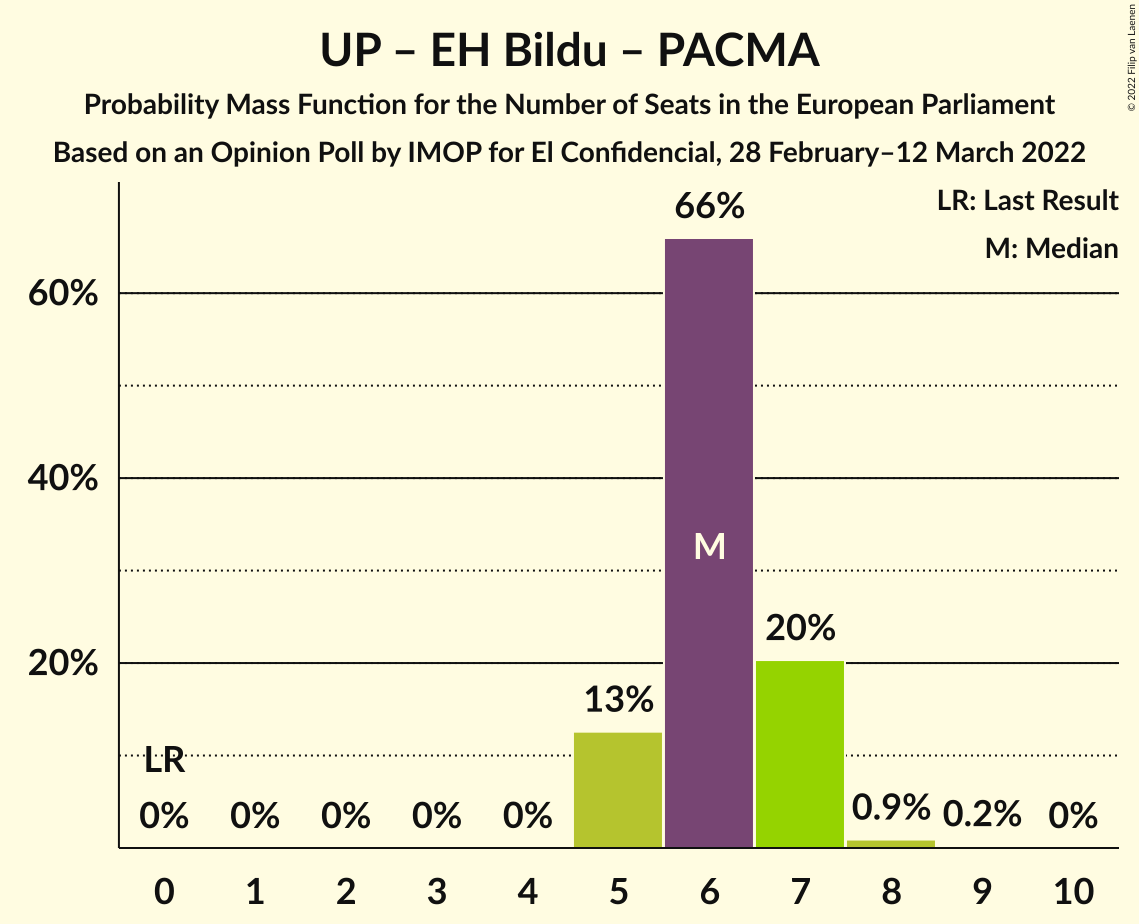 UP – EH Bildu – PACMA
Probability Mass Function for the Number of Seats in the European Parliament
Based on an Opinion Poll by IMOP for El Confidencial, 28 February–12 March 2022
© 2022 Filip van Laenen
LR: Last Result
M: Median
66%
60%
40%
M
20%
20%
13%
LR
0% 0% 0% 0% 0% 0.9% 0.2% 0%
0 1 2 3 4 5 6 7 8 9 10